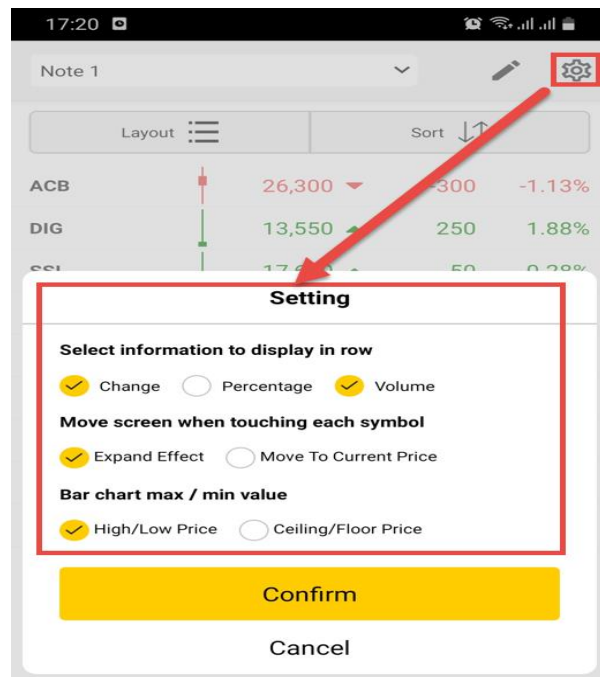 17:20
Note 1
Layout Sort
ACB 26,300 -300 -1.13%
DIG 13,550 250 1.88%
SSI 50 0.28%
Setting
Select information to display in row
Change Percentage Volume
Move screen when touching each symbol
Expand Effect Move To Current Price
Bar chart max / min value
High/Low Price Ceiling/Floor Price
Confirm
Cancel